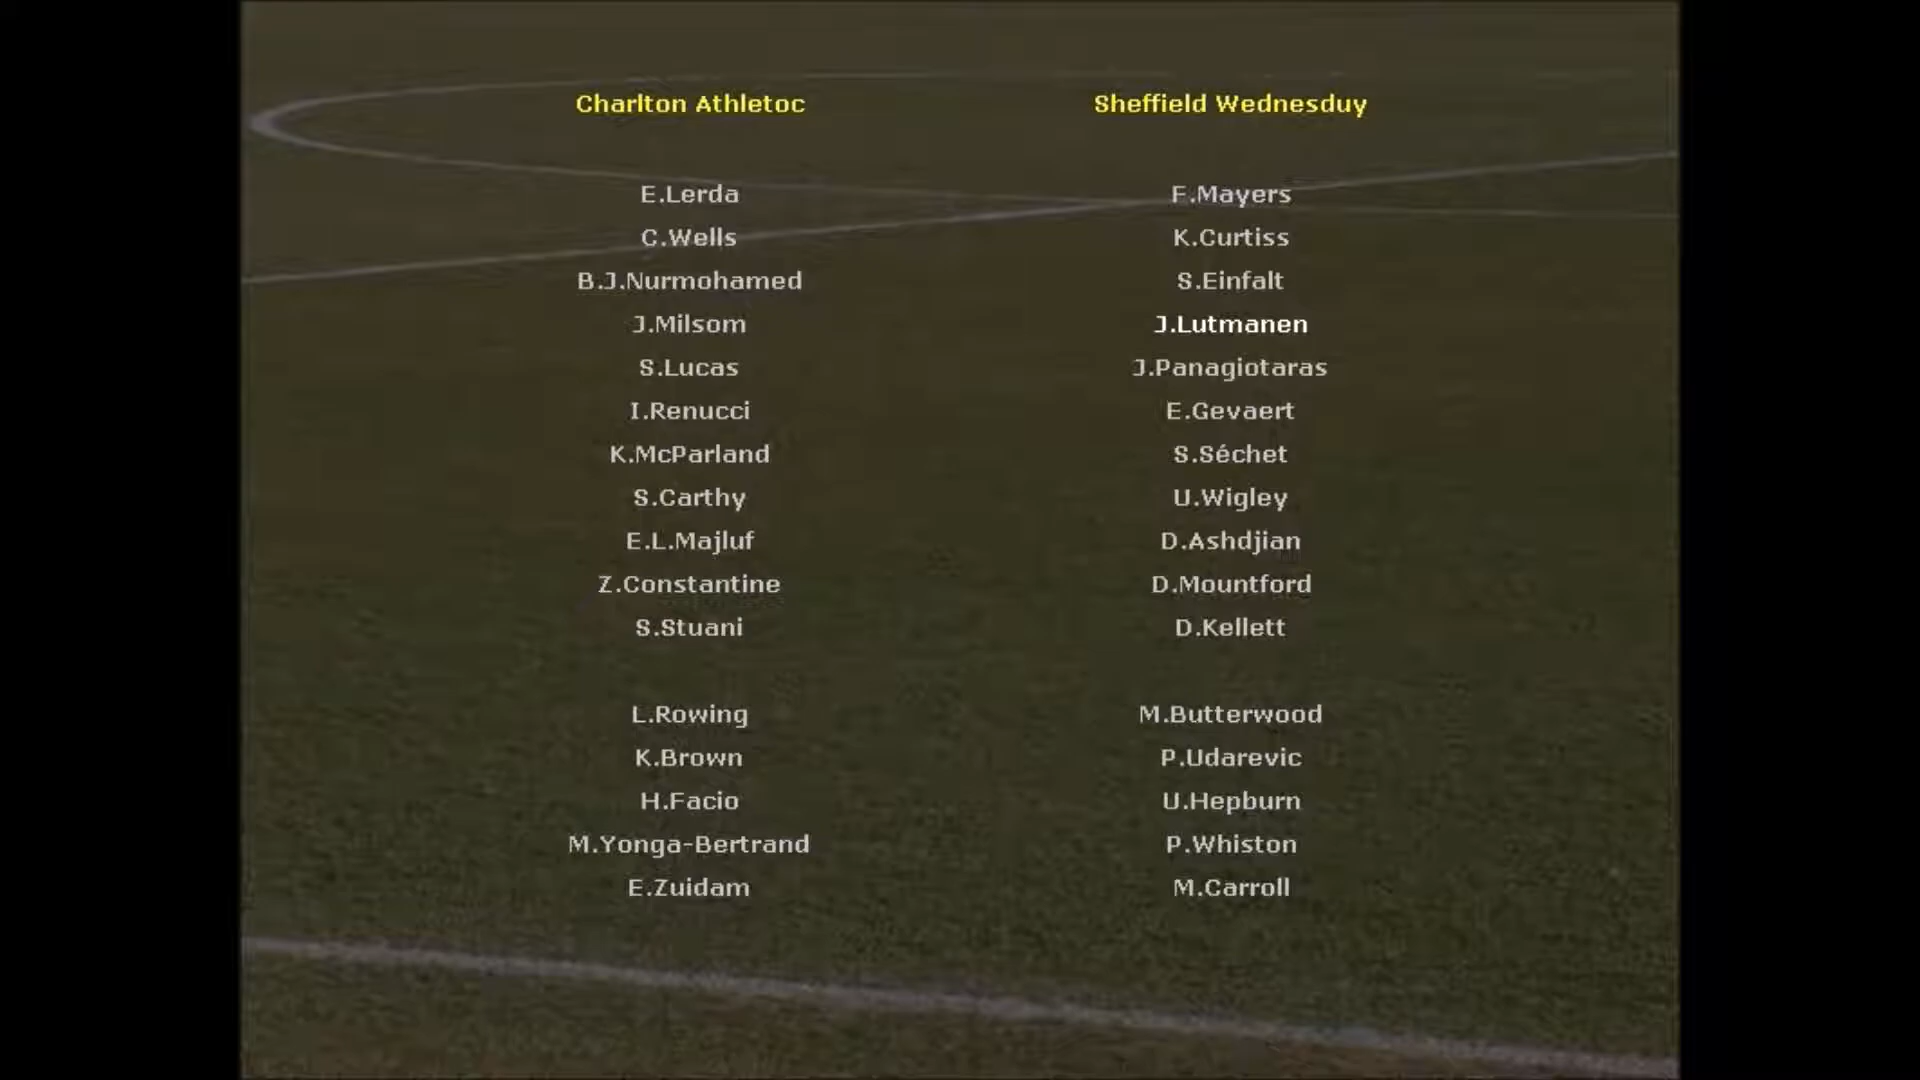 Charlton Athletoc
E.Lerda
C.Wells
B.J.Nurmohamed
J.Milsom
S.Lucas
I.Renucci
K.McParland
S.Carthy
E.L.Majluf
Z.Constantine
S.Stuani
L.Rowing
K.Brown
H.Facio
M.Yonga-Bertrand
E.Zuidam
Sheffield Wednesduy
F.Mayers
K.Curtiss
S.Einfalt
J.Lutmanen
J.Panagiotaras
E.Gevaert
S.Séchet
U.Wigley
D.Ashdjian
D.Mountford
D.Kellett
M.Butterwood
P.Udarevic
U.Hepburn
P.Whiston
M.Carroll